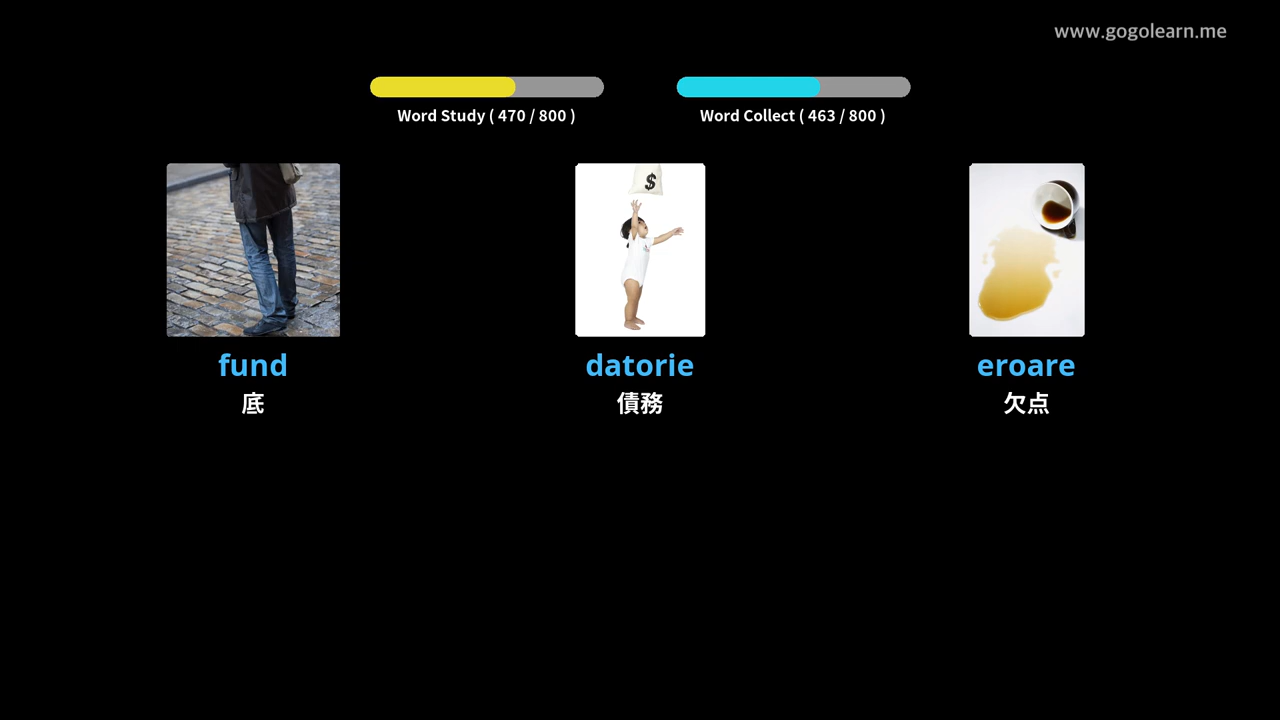 www.gogolearn.me
Word Study ( 470 / 800 )
Word Collect ( 463 / 800 )
$
fund
datorie
eroare
底
債務
欠点